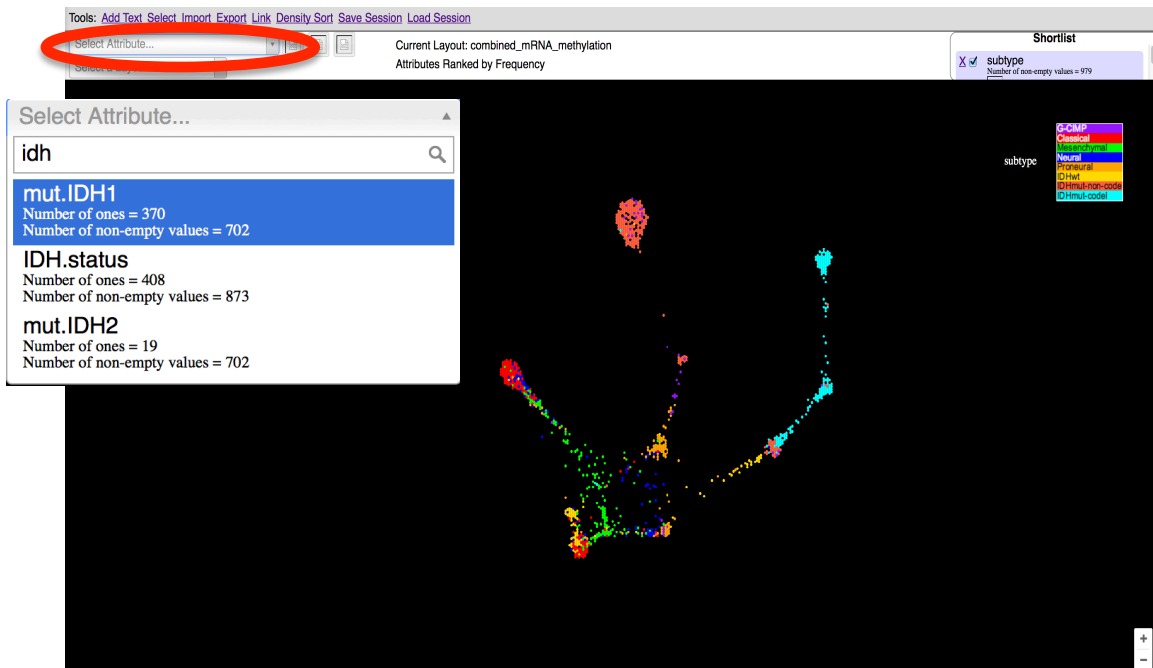 Tools: Add Text Select Import Export Link Density Sort Save Session Load Session
Select Attribute...
Current Layout: combined_mRNA_methylation
Attributes Ranked by Frequency
Shortlist
X subtype
Number of non-empty values = 979
Select Attribute...
idh
mut.IDH1
Number of ones = 370
Number of non-empty values = 702
IDH.status
Number of ones = 408
Number of non-empty values = 873
mut.IDH2
Number of ones = 19
Number of non-empty values = 702
subtype
G-CIMP
Classical
Mesenchymal
Neural
Proneural
IDHwt
IDHmut-non-code
IDHmut-codel
+
−